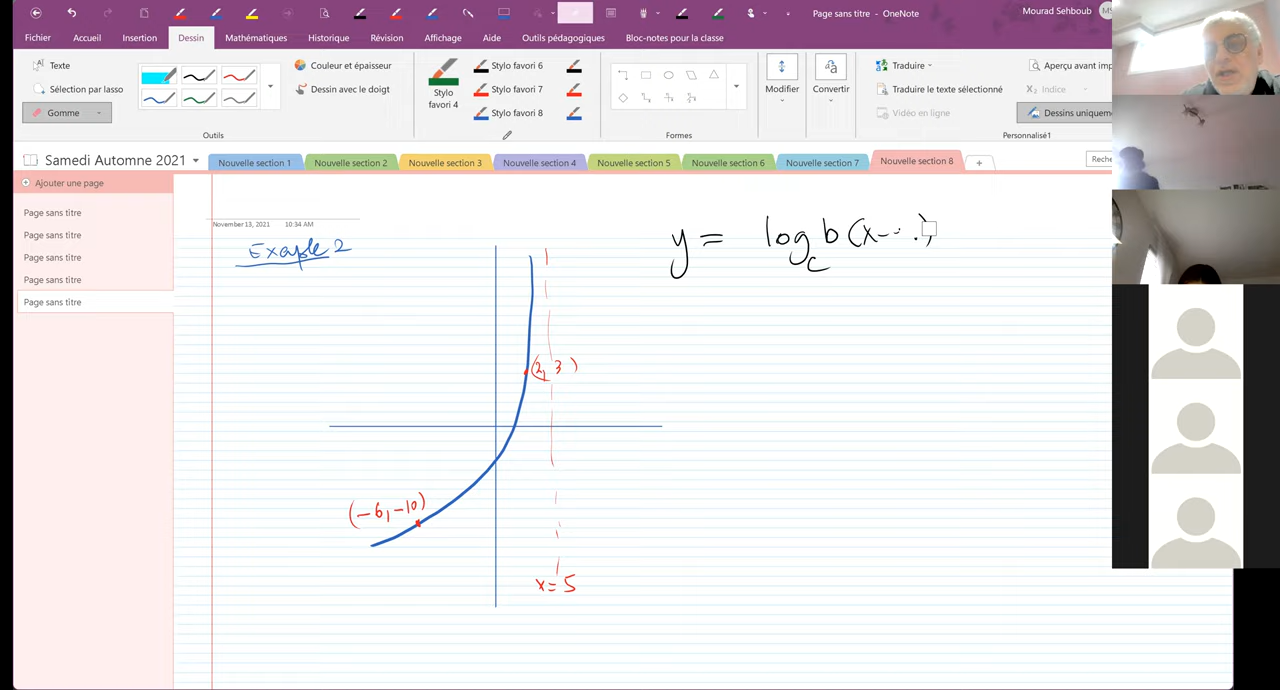 Page sans titre - OneNote
Mourad Sehboub
MS
Fichier Accueil Insertion Dessin Mathématiques Historique Révision Affichage Aide Outils pédagogiques Bloc-notes pour la classe
Texte
Sélection par lasso
Gomme
Outils
Couleur et épaisseur
Dessin avec le doigt
Stylo favori 4
Stylo favori 6
Stylo favori 7
Stylo favori 8
Formes
Modifier
Convertir
Traduire
Traduire le texte sélectionné
Vidéo en ligne
Aperçu avant imp
Indice
Dessins uniqueme
Personnalisé1
Samedi Automne 2021
Nouvelle section 1 Nouvelle section 2 Nouvelle section 3 Nouvelle section 4 Nouvelle section 5 Nouvelle section 6 Nouvelle section 7 Nouvelle section 8
Reche
Ajouter une page
Page sans titre
Page sans titre
Page sans titre
Page sans titre
Page sans titre
November 13, 2021 10:34 AM
Example 2
y = log_c b(x-...)
(2, 3)
(-6, -10)
x = 5